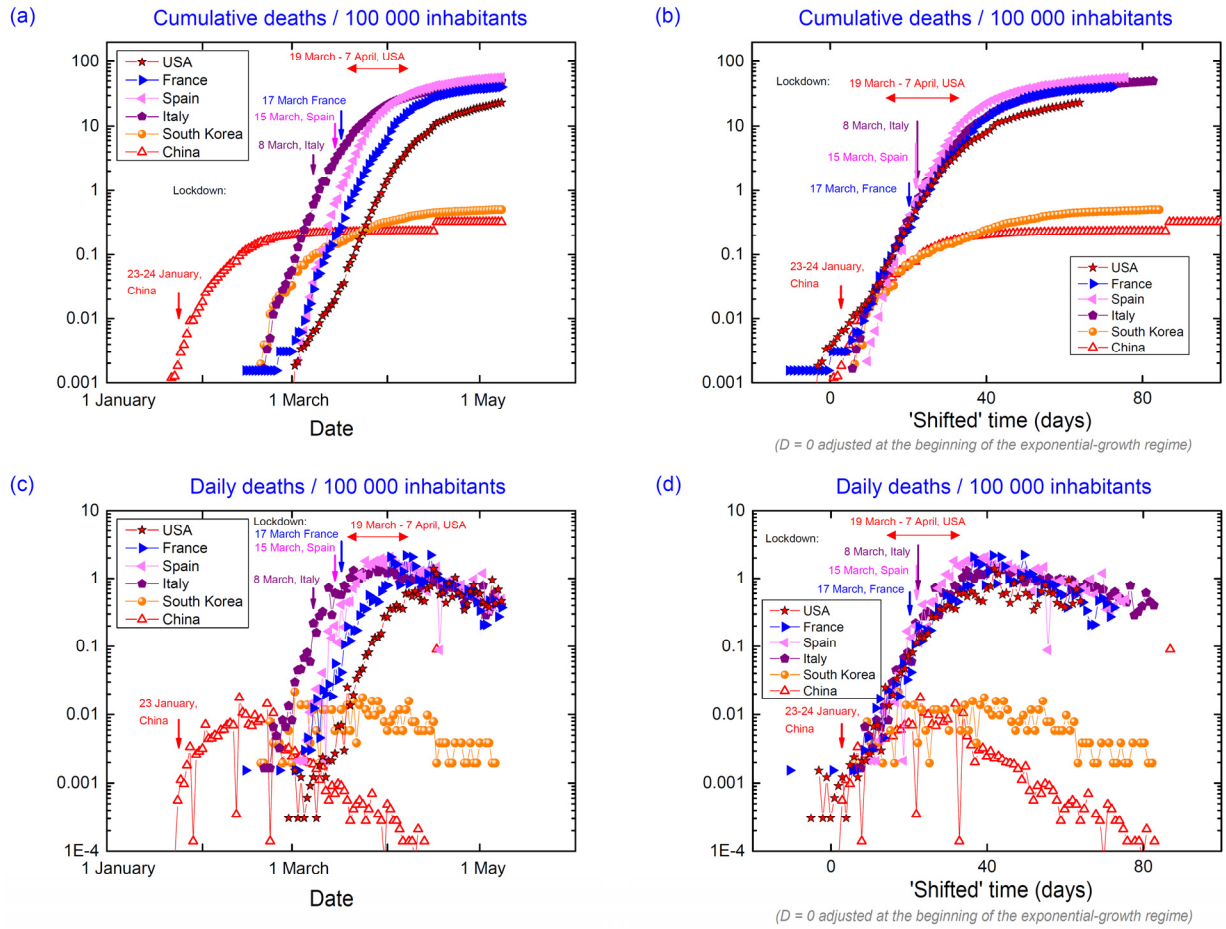 (a)
Cumulative deaths / 100 000 inhabitants
19 March - 7 April, USA
USA
France
Spain
Italy
South Korea
China
17 March France
15 March, Spain
8 March, Italy
Lockdown:
23-24 January,
China
100
10
1
0.1
0.01
0.001
1 January
1 March
1 May
Date
(b)
Cumulative deaths / 100 000 inhabitants
Lockdown:
19 March - 7 April, USA
8 March, Italy
15 March, Spain
17 March, France
23-24 January,
China
USA
France
Spain
Italy
South Korea
China
100
10
1
0.1
0.01
0.001
0
40
80
'Shifted' time (days)
(D = 0 adjusted at the beginning of the exponential-growth regime)
(c)
Daily deaths / 100 000 inhabitants
USA
France
Spain
Italy
South Korea
China
Lockdown:
17 March France
19 March - 7 April, USA
15 March, Spain
8 March, Italy
23 January,
China
10
1
0.1
0.01
0.001
1E-4
1 January
1 March
1 May
Date
(d)
Daily deaths / 100 000 inhabitants
19 March - 7 April, USA
Lockdown:
8 March, Italy
15 March, Spain
17 March, France
USA
France
Spain
Italy
South Korea
China
23-24 January,
China
10
1
0.1
0.01
0.001
1E-4
0
40
80
'Shifted' time (days)
(D = 0 adjusted at the beginning of the exponential-growth regime)